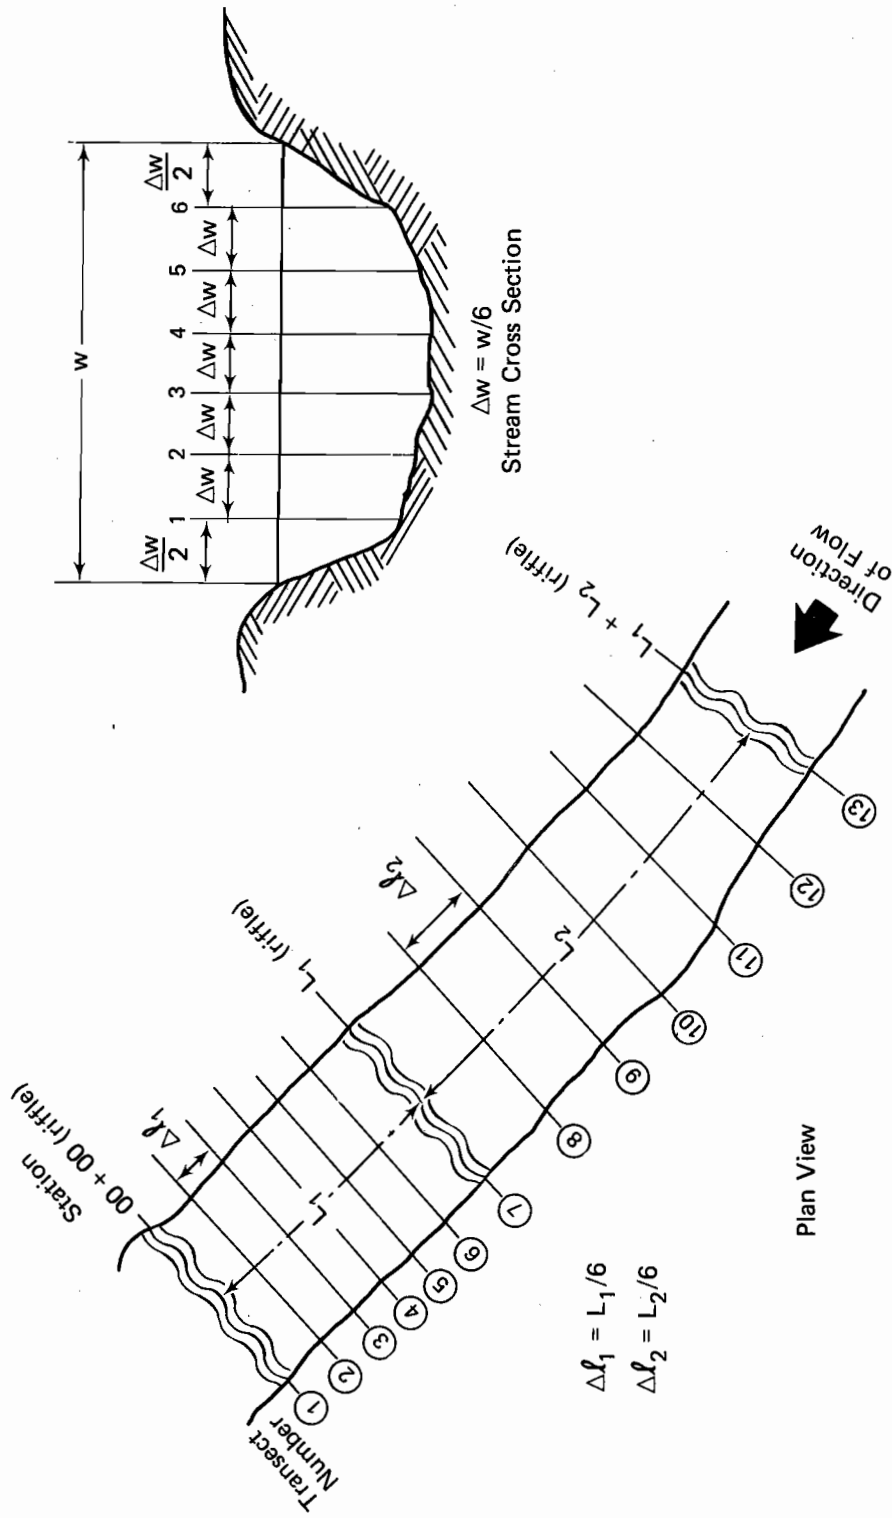 w
Δw
2
1
Δw
2
Δw
3
Δw
4
Δw
5
Δw
6
Δw
2
Δw = w/6
Stream Cross Section
Station
00 + 00 (riffle)
Δℓ₁
L₁ (riffle)
Δℓ₂
L₁ + L₂ (riffle)
Direction
of Flow
L₁
L₂
Transect
Number
1
2
3
4
5
6
7
8
9
10
11
12
13
Δℓ₁ = L₁/6
Δℓ₂ = L₂/6
Plan View